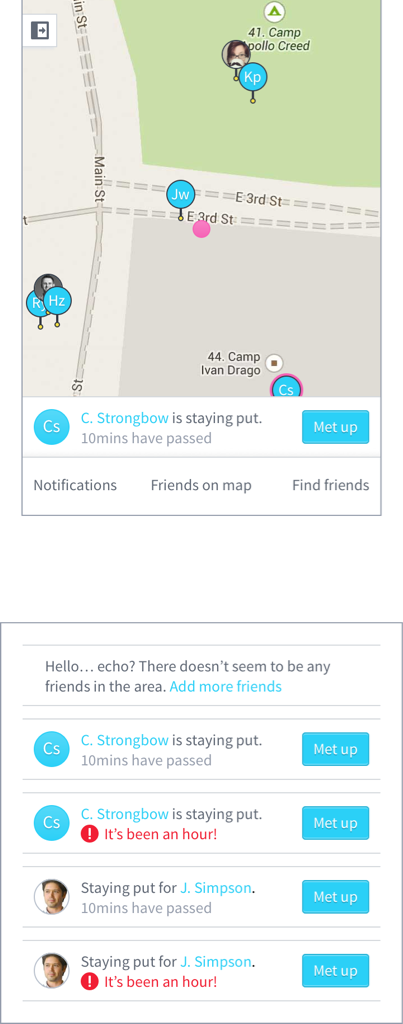 in St
41. Camp
pollo Creed
Kp
Main St
Jw
E 3rd St
E 3rd St
t
R
Hz
44. Camp
Ivan Drago
St
Cs
Cs
C. Strongbow is staying put.
10mins have passed
Met up
Notifications
Friends on map
Find friends
Hello… echo? There doesn’t seem to be any
friends in the area. Add more friends
Cs
C. Strongbow is staying put.
10mins have passed
Met up
Cs
C. Strongbow is staying put.
! It’s been an hour!
Met up
Staying put for J. Simpson.
10mins have passed
Met up
Staying put for J. Simpson.
! It’s been an hour!
Met up